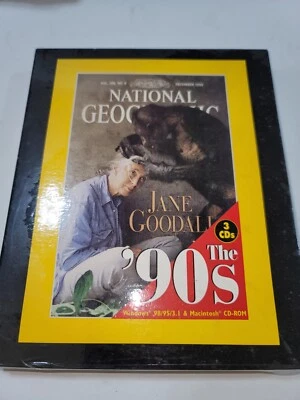 NATIONAL
GEOGRAPHIC
JANE
GOODALL
3
CDs
The
'90s
Windows® 98/95/3.1 & Macintosh® CD-ROM